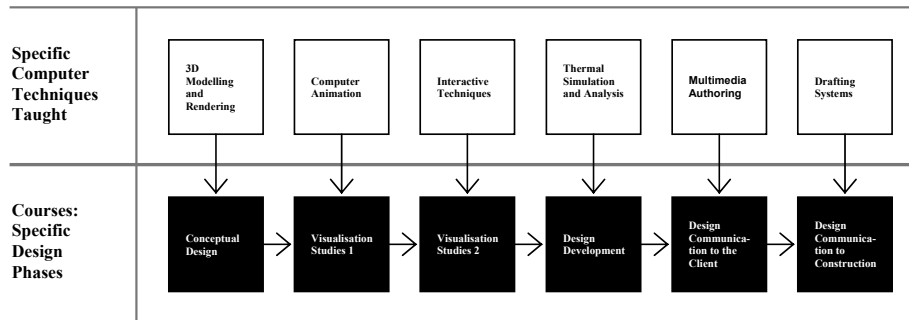 Specific
Computer
Techniques
Taught
3D
Modelling
and
Rendering
Computer
Animation
Interactive
Techniques
Thermal
Simulation
and Analysis
Multimedia
Authoring
Drafting
Systems
Courses:
Specific
Design
Phases
Conceptual
Design
Visualisation
Studies 1
Visualisation
Studies 2
Design
Development
Design
Communica-
tion to the
Client
Design
Communica-
tion to
Construction